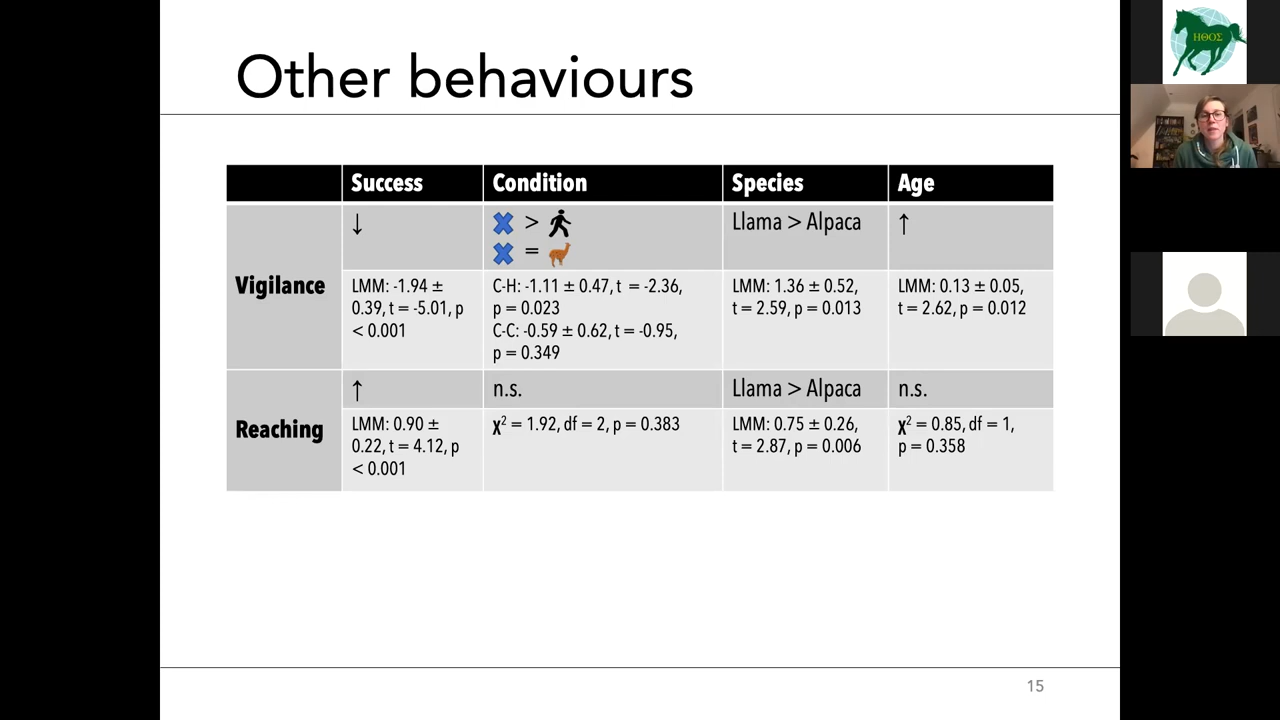 Other behaviours
ΗΘΟΣ
Success Condition Species Age
Vigilance
↓
> 
=
Llama > Alpaca
↑
LMM: -1.94 ±
0.39, t = -5.01, p
< 0.001
C-H: -1.11 ± 0.47, t = -2.36,
p = 0.023
C-C: -0.59 ± 0.62, t = -0.95,
p = 0.349
LMM: 1.36 ± 0.52,
t = 2.59, p = 0.013
LMM: 0.13 ± 0.05,
t = 2.62, p = 0.012
Reaching
↑
n.s.
Llama > Alpaca
n.s.
LMM: 0.90 ±
0.22, t = 4.12, p
< 0.001
χ² = 1.92, df = 2, p = 0.383
LMM: 0.75 ± 0.26,
t = 2.87, p = 0.006
χ² = 0.85, df = 1,
p = 0.358
15